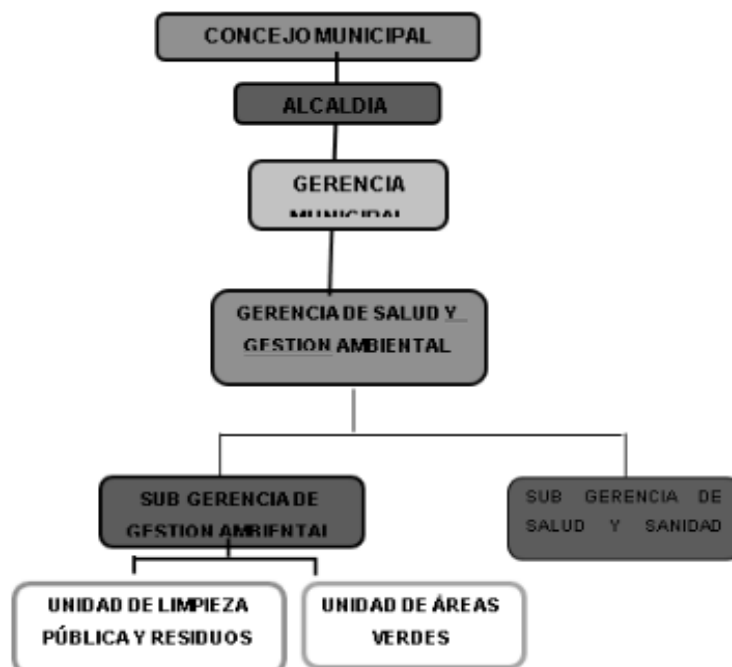 CONCEJO MUNICIPAL
ALCALDIA
GERENCIA
MUNICIPAL
GERENCIA DE SALUD Y
GESTION AMBIENTAL
SUB GERENCIA DE
GESTION AMBIENTAL
SUB GERENCIA DE
SALUD Y SANIDAD
UNIDAD DE LIMPIEZA
PÚBLICA Y RESIDUOS
UNIDAD DE ÁREAS
VERDES